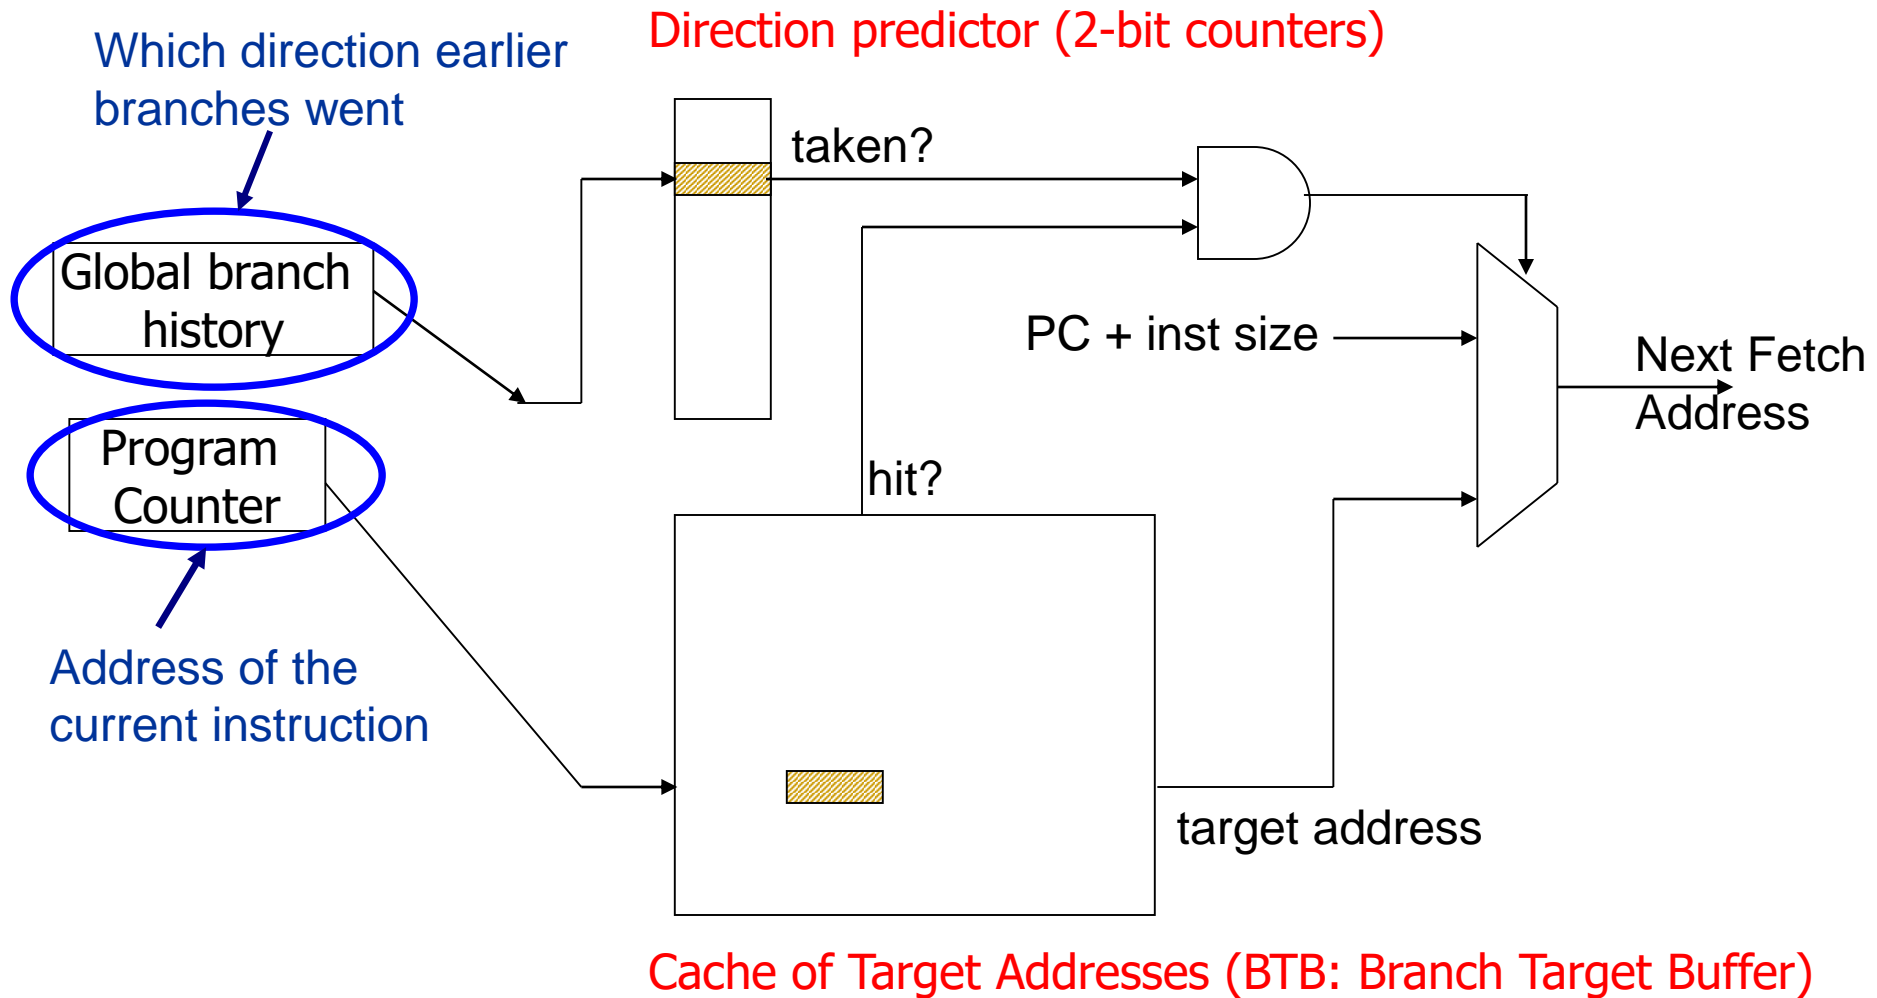 Direction predictor (2-bit counters)
Which direction earlier
branches went
taken?
Global branch
history
PC + inst size
Next Fetch
Address
Program
Counter
hit?
Address of the
current instruction
target address
Cache of Target Addresses (BTB: Branch Target Buffer)